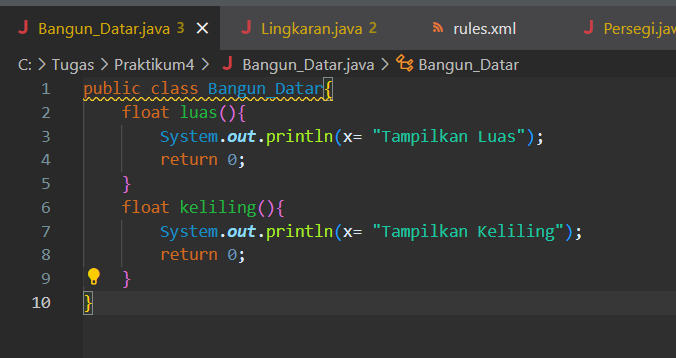 J Bangun_Datar.java 3 × J Lingkaran.java 2 rules.xml J Persegi.jav
C: > Tugas > Praktikum4 > J Bangun_Datar.java > Bangun_Datar
1 public class Bangun_Datar{
2 float luas(){
3 System.out.println(x= "Tampilkan Luas");
4 return 0;
5 }
6 float keliling(){
7 System.out.println(x= "Tampilkan Keliling");
8 return 0;
9 }
10 }